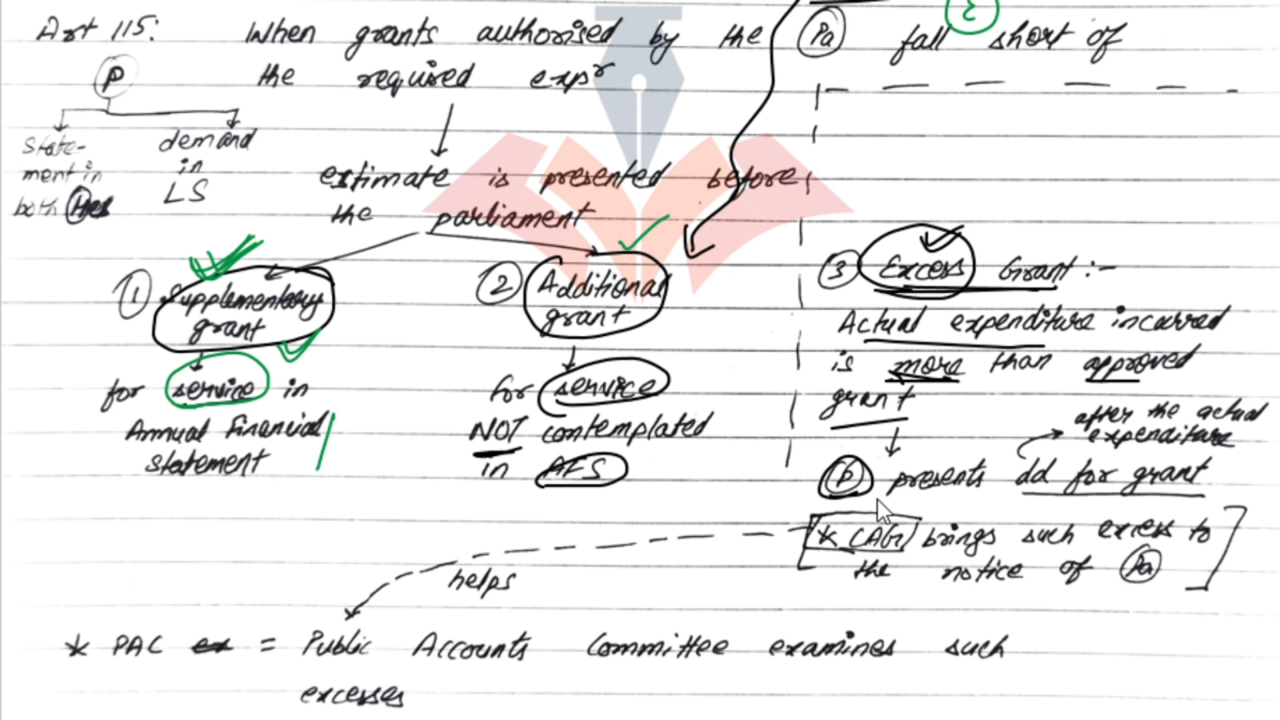 Art 115: When grants authorised by the (Pa) fall short of
the required expr
(P)
State-
ment in
both Hses
demand
in
LS
estimate is presented before
the parliament
① Supplementary
grant
for service in
Annual Financial
statement
② Additional
grant
for service
NOT contemplated
in AFS
③ Excess Grant :-
Actual expenditure incurred
is more than approved
grant
after the actual
expenditure
(P) presents dd for grant
[* CAG brings such excess to
the notice of (Pa)]
helps
* PAC = Public Accounts Committee examines such
excesses